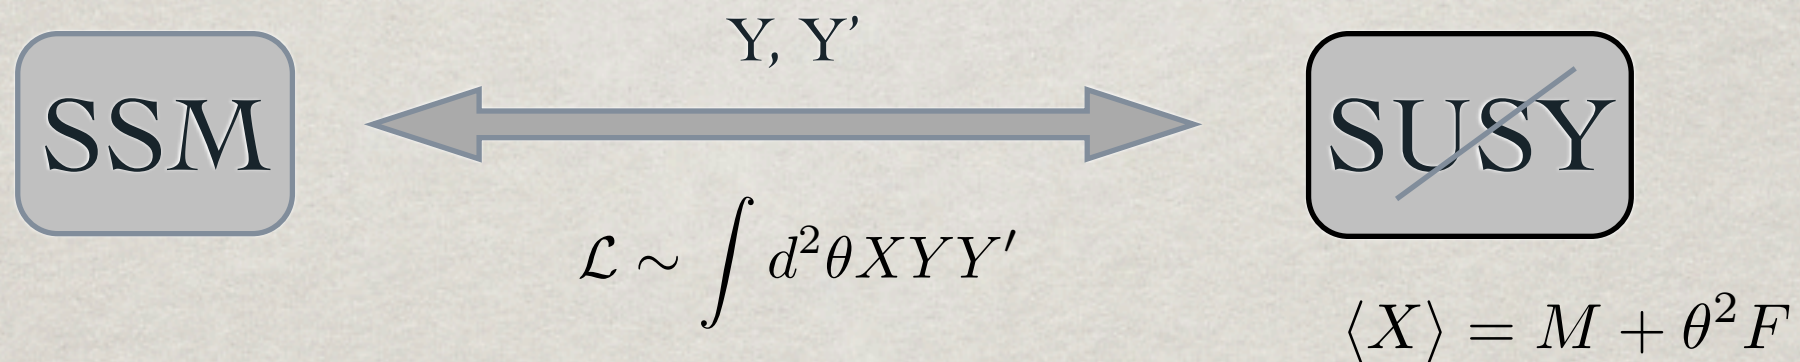 Y, Y’
SSM
SUSY
ℒ ∼ ∫ d²θXYY′
⟨X⟩ = M + θ²F